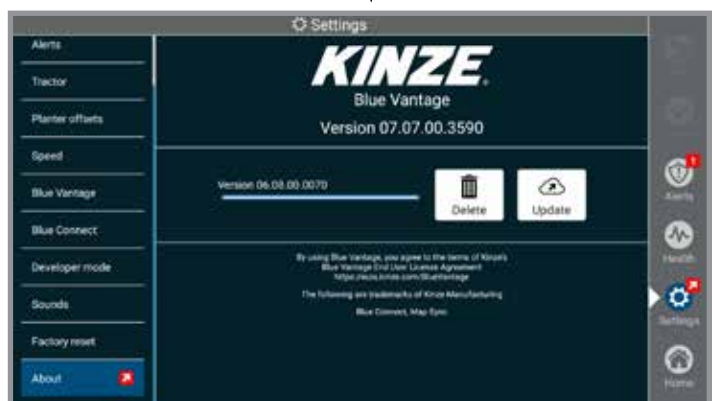 Settings
Alerts
Tractor
Planter offsets
Speed
Blue Vantage
Blue Connect
Developer mode
Sounds
Factory reset
About
KINZE.
Blue Vantage
Version 07.07.00.3590
Version 06.08.00.0070
Delete
Update
By using Blue Vantage, you agree to the terms of Kinze's
Blue Vantage End User License Agreement
The following are trademarks of Kinze Manufacturing
Blue Connect, Map Sync
1
Alerts
Health
Settings
Home